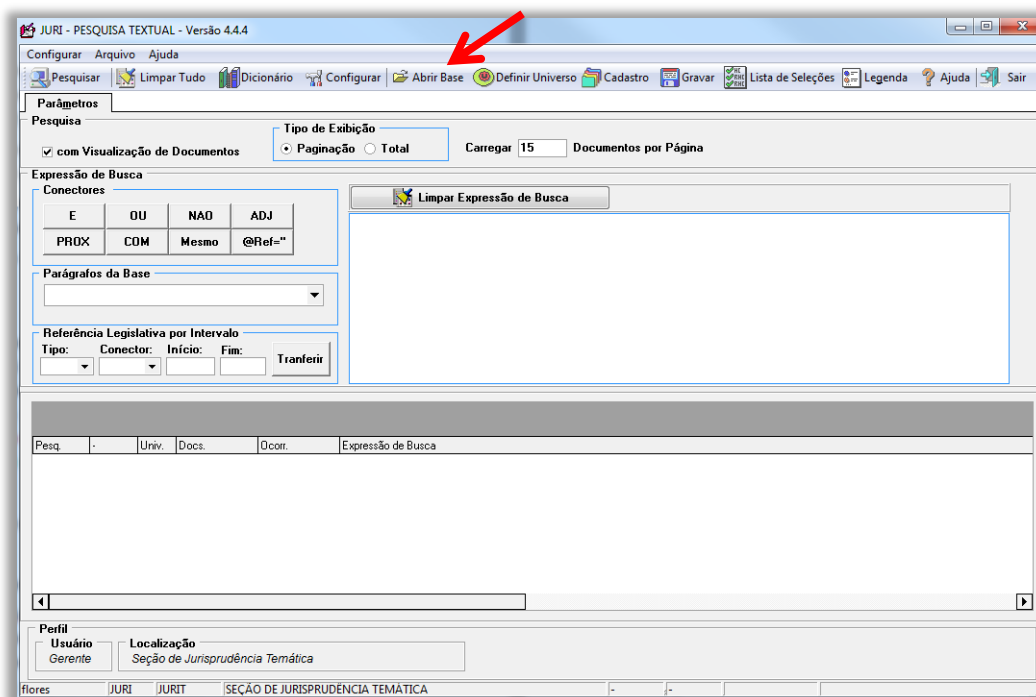 JURI - PESQUISA TEXTUAL - Versão 4.4.4
Configurar Arquivo Ajuda
Pesquisar Limpar Tudo Dicionário Configurar Abrir Base Definir Universo Cadastro Gravar Lista de Seleções Legenda Ajuda Sair
Parâmetros
Pesquisa
Tipo de Exibição
com Visualização de Documentos Paginação Total Carregar 15 Documentos por Página
Expressão de Busca
Conectores
Limpar Expressão de Busca
E OU NAO ADJ
PROX COM Mesmo @Ref="
Parágrafos da Base
Referência Legislativa por Intervalo
Tipo: Conector: Início: Fim:
Tranferir
Pesq. - Univ. Docs. Ocorr. Expressão de Busca
Perfil
Usuário Localização
Gerente Seção de Jurisprudência Temática
flores JURI JURIT SEÇÃO DE JURISPRUDÊNCIA TEMÁTICA - -